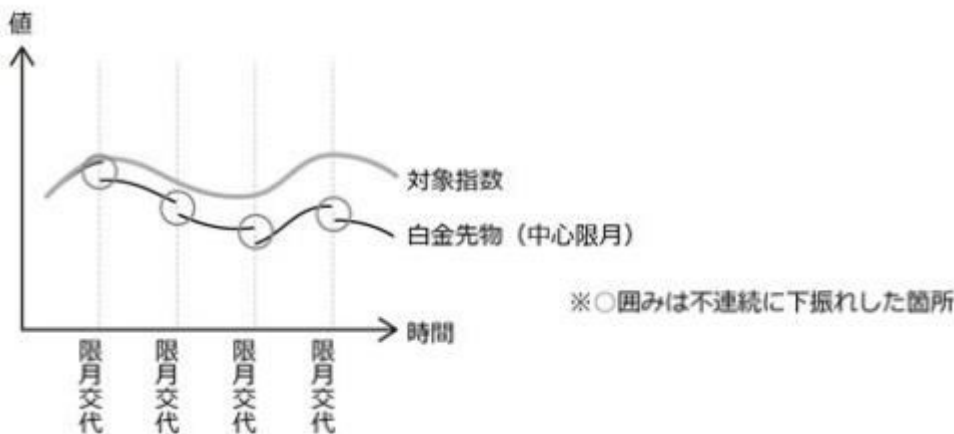 値
対象指数
白金先物（中心限月）
※○囲みは不連続に下振れした箇所
時間
限月交代
限月交代
限月交代
限月交代